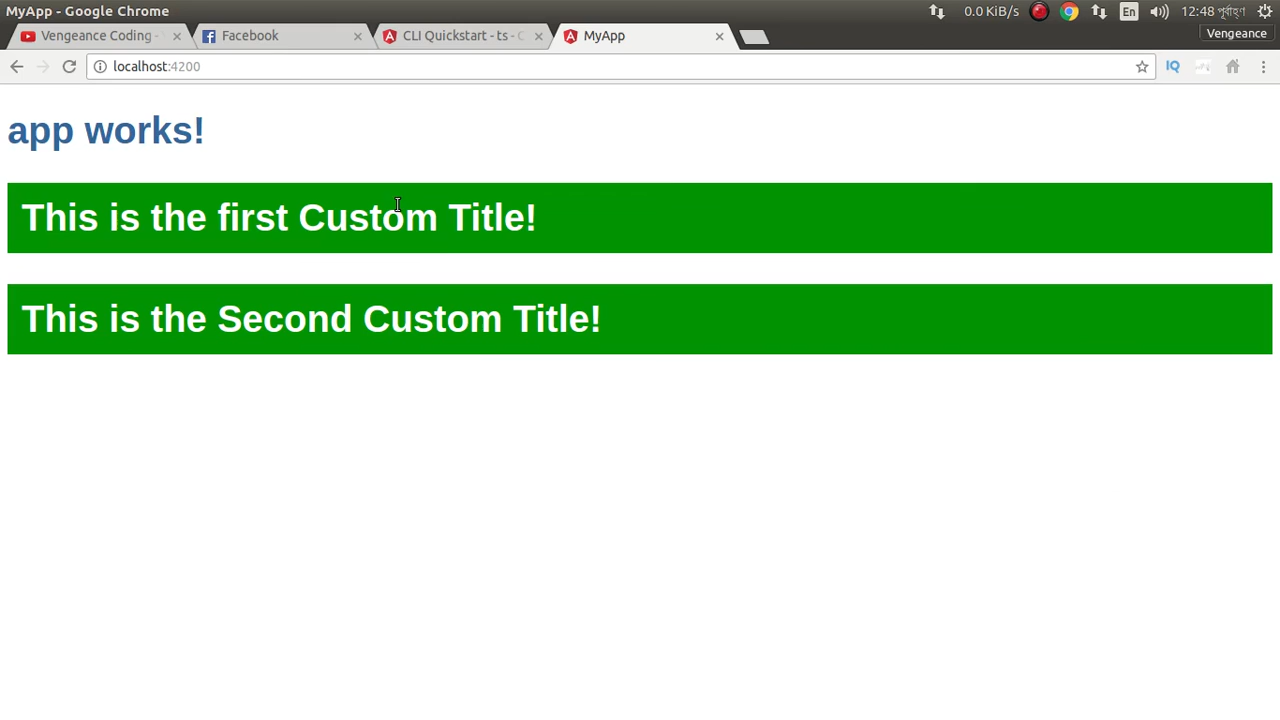 MyApp - Google Chrome
0.0 KiB/s
En
12:48 পূর্বাহ্ণ
Vengeance Coding -
Facebook
CLI Quickstart - ts -
MyApp
Vengeance
localhost:4200
IQ
app works!
This is the first Custom Title!
This is the Second Custom Title!